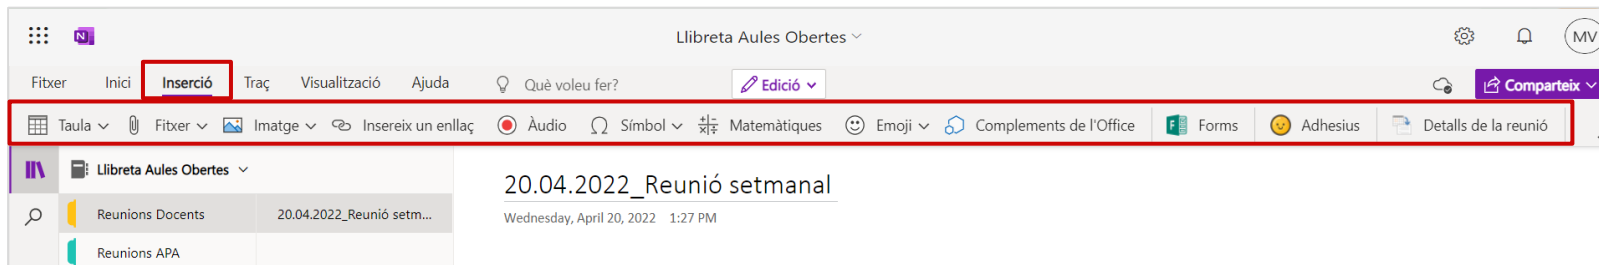 Llibreta Aules Obertes
MV
Fitxer Inici Inserció Traç Visualització Ajuda Què voleu fer? Edició Comparteix
Taula Fitxer Imatge Insereix un enllaç Àudio Símbol Matemàtiques Emoji Complements de l'Office Forms Adhesius Detalls de la reunió
Llibreta Aules Obertes
Reunions Docents
Reunions APA
20.04.2022_Reunió setm...
20.04.2022_Reunió setmanal
Wednesday, April 20, 2022 1:27 PM